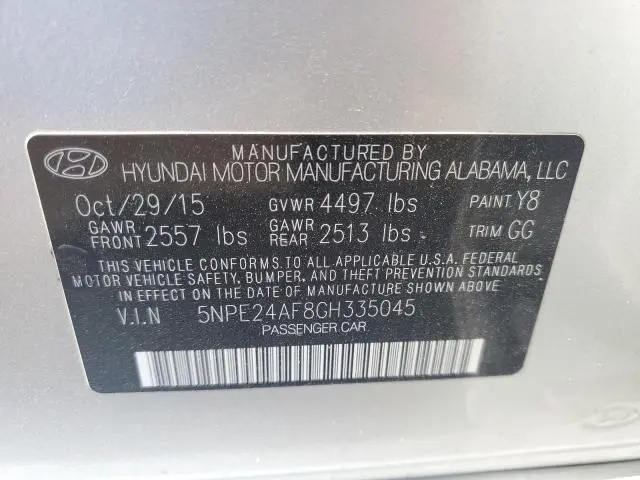 MANUFACTURED BY
HYUNDAI MOTOR MANUFACTURING ALABAMA, LLC
Oct/29/15 GVWR 4497 lbs PAINT Y8
GAWR FRONT 2557 lbs GAWR REAR 2513 lbs TRIM GG
THIS VEHICLE CONFORMS TO ALL APPLICABLE U.S.A. FEDERAL
MOTOR VEHICLE SAFETY, BUMPER, AND THEFT PREVENTION STANDARDS
IN EFFECT ON THE DATE OF MANUFACTURE SHOWN ABOVE
V.I.N 5NPE24AF8GH335045
PASSENGER CAR